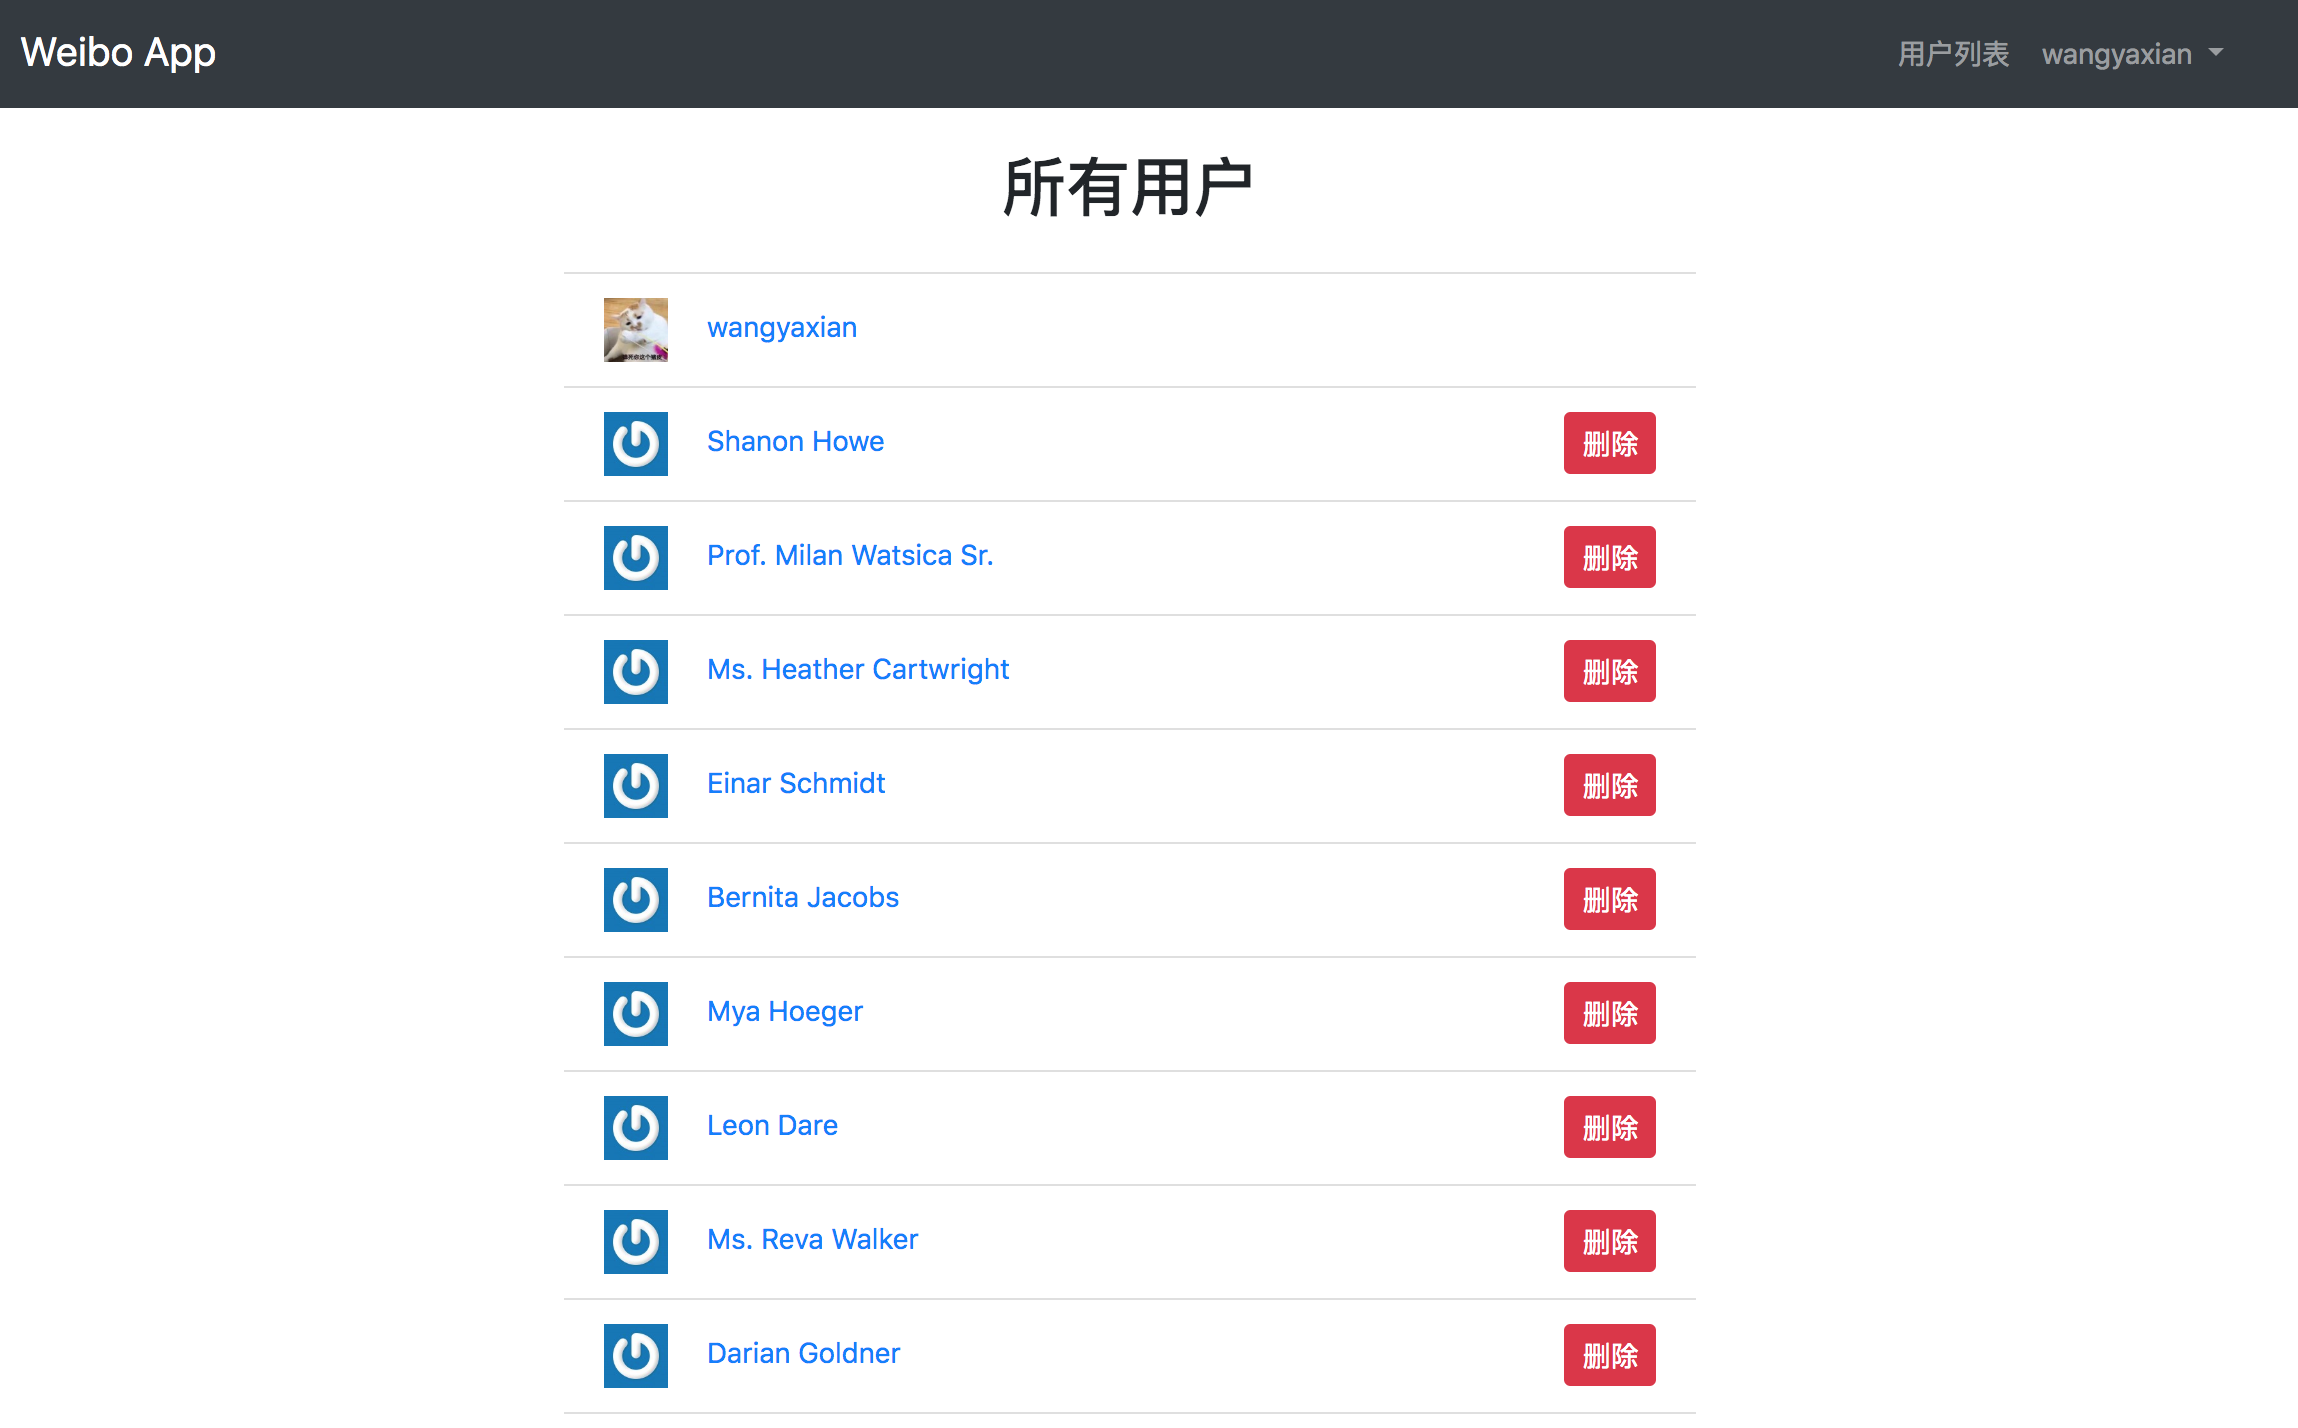 Weibo App
用户列表 wangyaxian
所有用户
wangyaxian
Shanon Howe 删除
Prof. Milan Watsica Sr. 删除
Ms. Heather Cartwright 删除
Einar Schmidt 删除
Bernita Jacobs 删除
Mya Hoeger 删除
Leon Dare 删除
Ms. Reva Walker 删除
Darian Goldner 删除